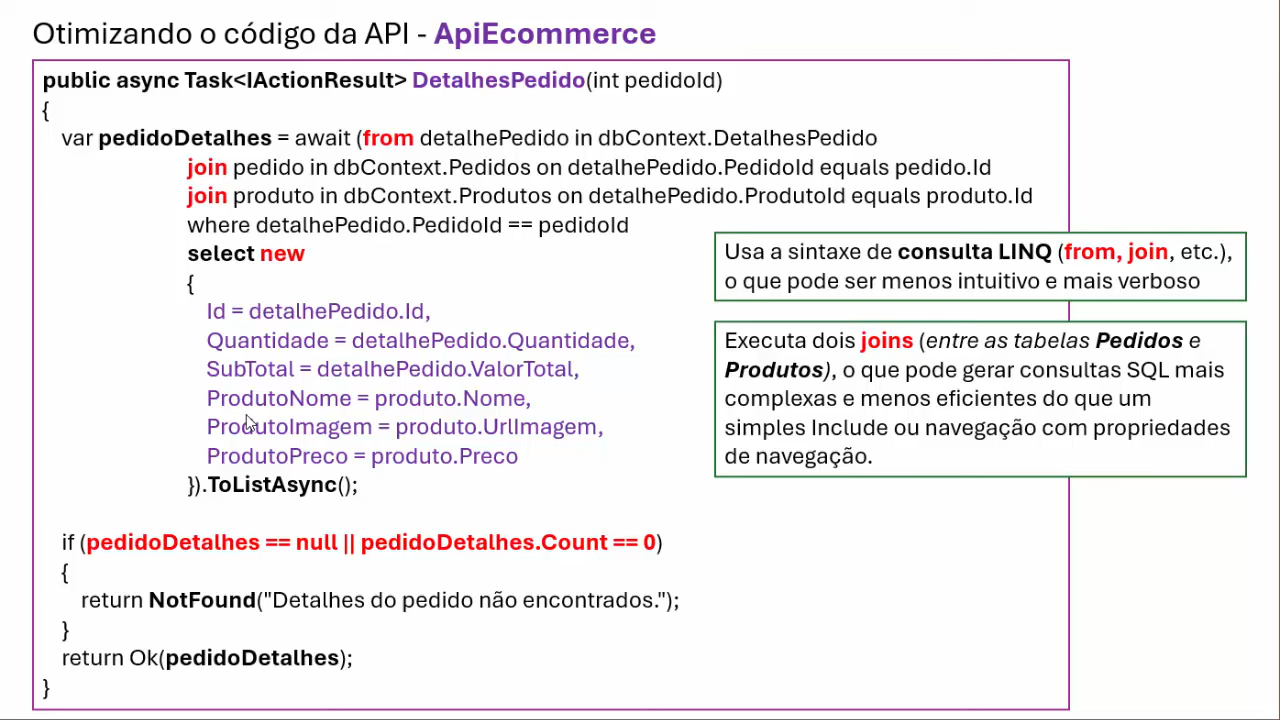 Otimizando o código da API - ApiEcommerce
public async Task<IActionResult> DetalhesPedido(int pedidoId)
{
var pedidoDetalhes = await (from detalhePedido in dbContext.DetalhesPedido
join pedido in dbContext.Pedidos on detalhePedido.PedidoId equals pedido.Id
join produto in dbContext.Produtos on detalhePedido.ProdutoId equals produto.Id
where detalhePedido.PedidoId == pedidoId
select new
{
Id = detalhePedido.Id,
Quantidade = detalhePedido.Quantidade,
SubTotal = detalhePedido.ValorTotal,
ProdutoNome = produto.Nome,
ProdutoImagem = produto.UrlImagem,
ProdutoPreco = produto.Preco
}).ToListAsync();
if (pedidoDetalhes == null || pedidoDetalhes.Count == 0)
{
return NotFound("Detalhes do pedido não encontrados.");
}
return Ok(pedidoDetalhes);
}
Usa a sintaxe de consulta LINQ (from, join, etc.),
o que pode ser menos intuitivo e mais verboso
Executa dois joins (entre as tabelas Pedidos e
Produtos), o que pode gerar consultas SQL mais
complexas e menos eficientes do que um
simples Include ou navegação com propriedades
de navegação.